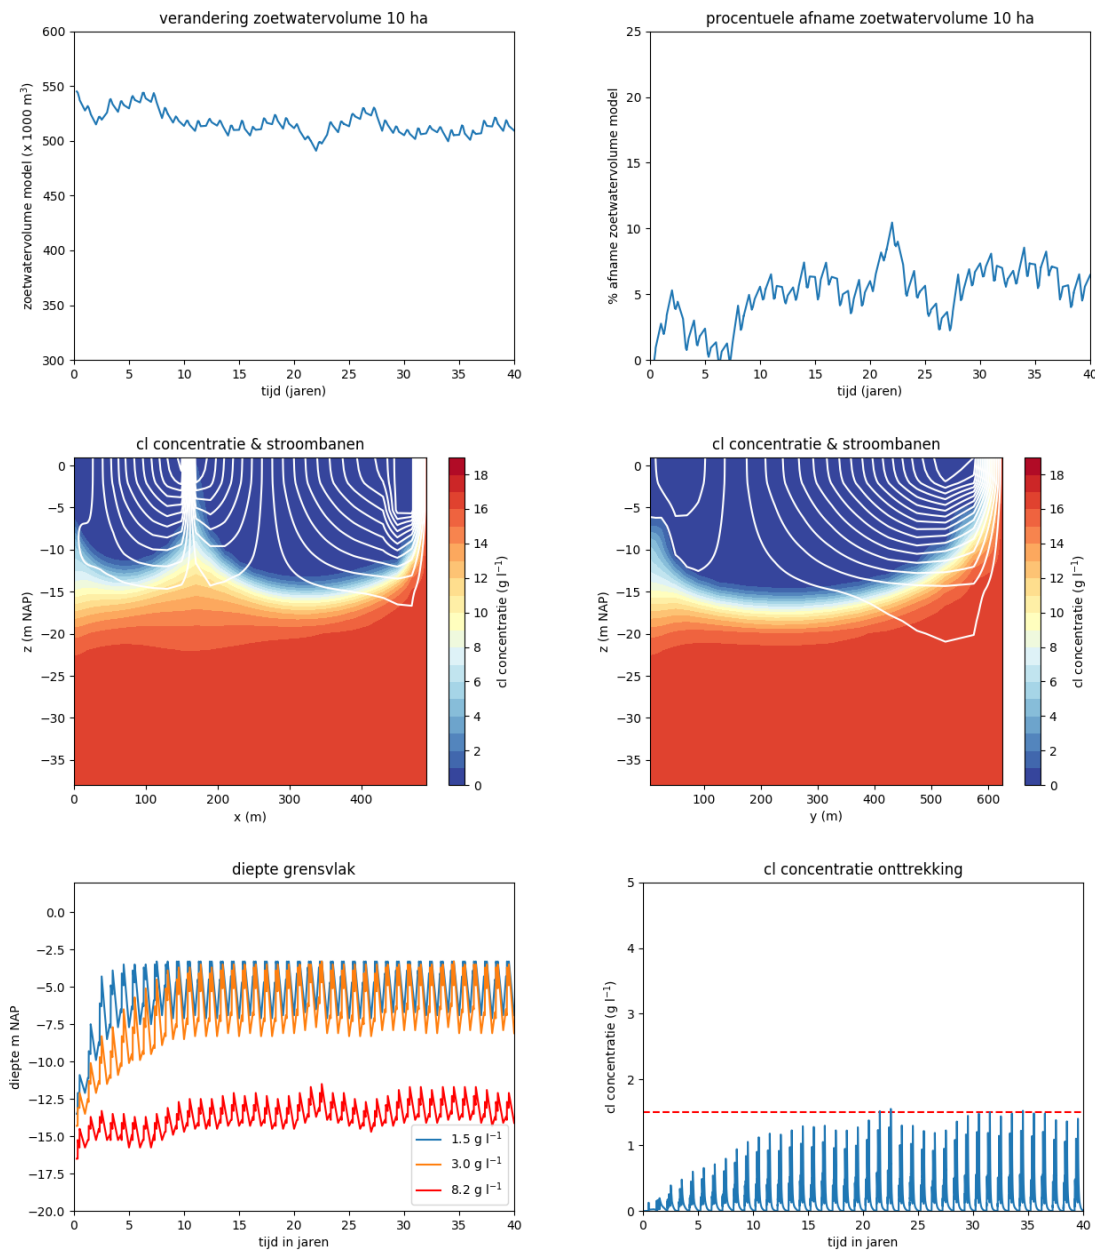 verandering zoetwatervolume 10 ha
600
550
500
450
400
350
300
zoetwatervolume model (x 1000 m³)
0 5 10 15 20 25 30 35 40
tijd (jaren)
procentuele afname zoetwatervolume 10 ha
25
20
15
10
5
0
% afname zoetwatervolume model
0 5 10 15 20 25 30 35 40
tijd (jaren)
cl concentratie & stroombanen
0
−5
−10
−15
−20
−25
−30
−35
z (m NAP)
0 100 200 300 400
x (m)
18
16
14
12
10
8
6
4
2
0
cl concentratie (g l⁻¹)
cl concentratie & stroombanen
0
−5
−10
−15
−20
−25
−30
−35
z (m NAP)
100 200 300 400 500 600
y (m)
18
16
14
12
10
8
6
4
2
0
cl concentratie (g l⁻¹)
diepte grensvlak
0.0
−2.5
−5.0
−7.5
−10.0
−12.5
−15.0
−17.5
−20.0
diepte m NAP
1.5 g l⁻¹
3.0 g l⁻¹
8.2 g l⁻¹
0 5 10 15 20 25 30 35 40
tijd in jaren
cl concentratie onttrekking
5
4
3
2
1
0
cl concentratie (g l⁻¹)
0 5 10 15 20 25 30 35 40
tijd in jaren